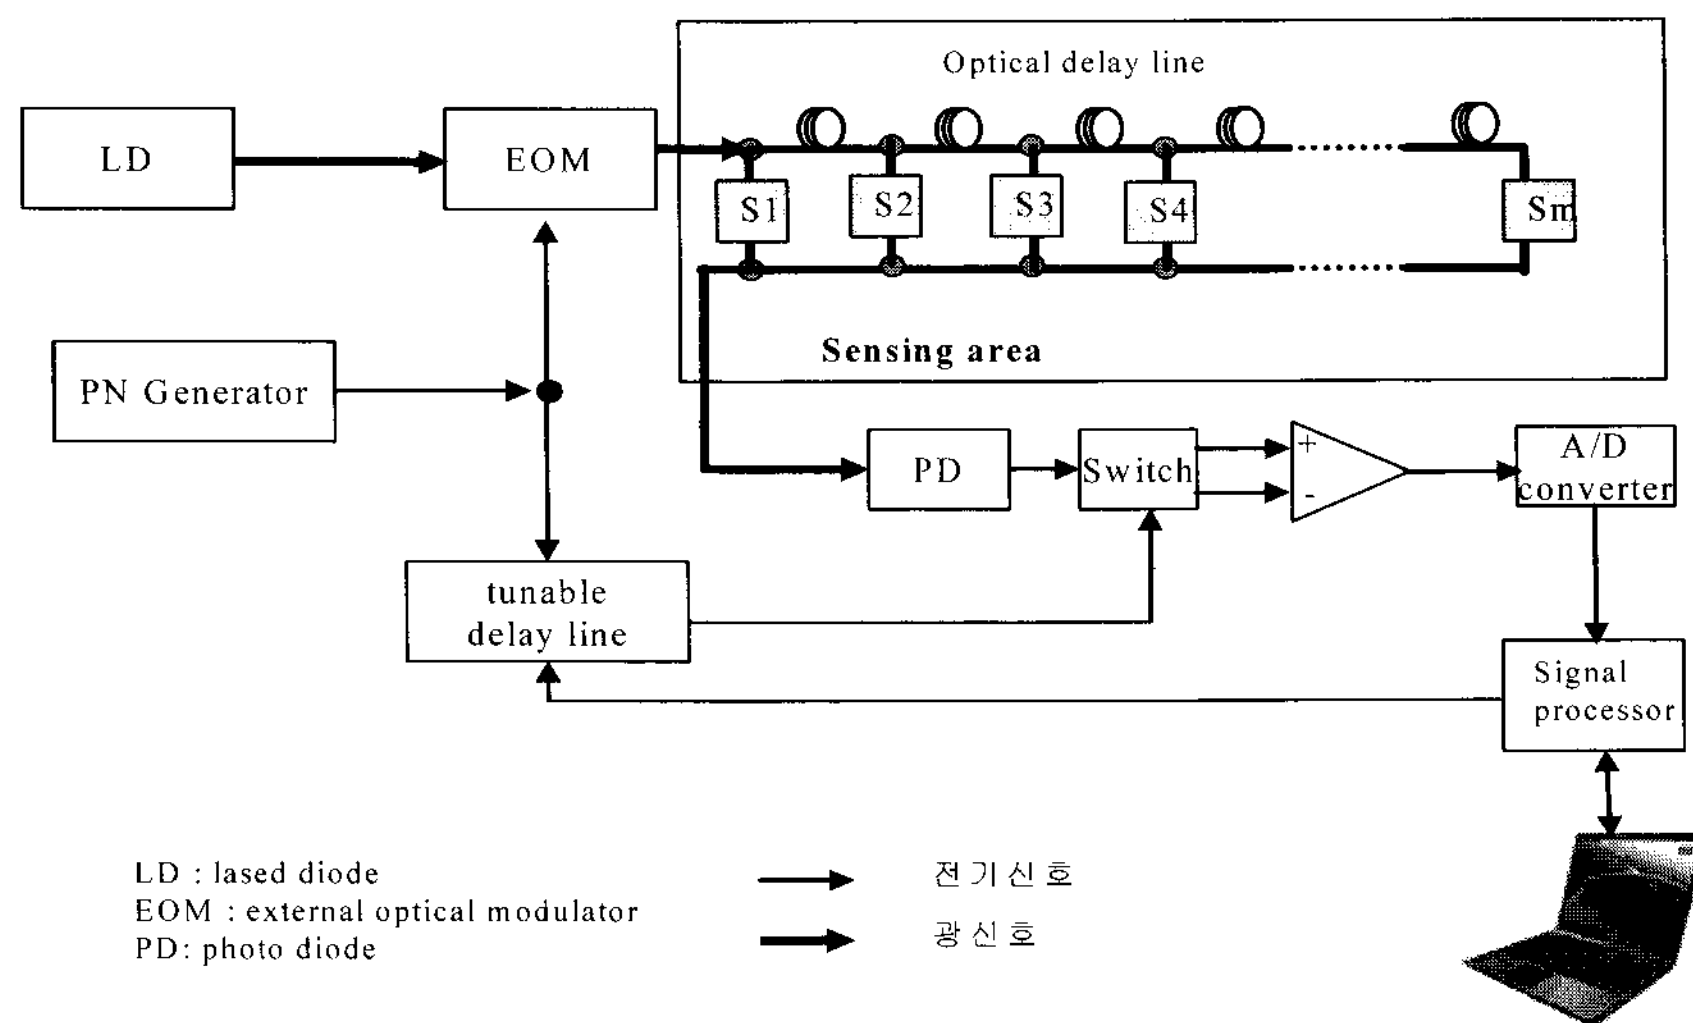 Optical delay line
LD
EOM
S1
S2
S3
S4
Sm
Sensing area
PN Generator
PD
Switch
+
-
A/D
converter
tunable
delay line
Signal
processor
LD : lased diode
EOM : external optical modulator
PD: photo diode
전기신호
광신호